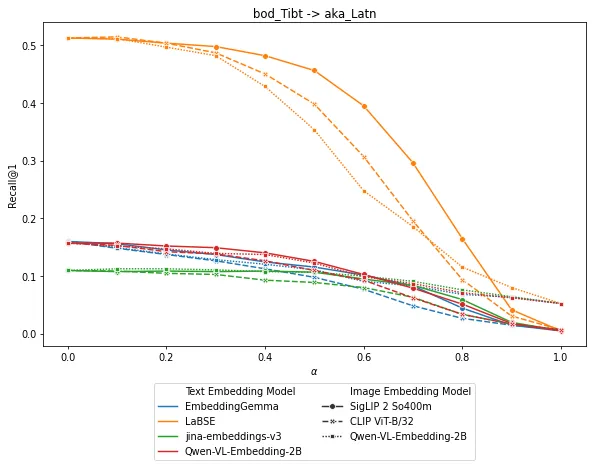 bod_Tibt -> aka_Latn
Recall@1
0.5
0.4
0.3
0.2
0.1
0.0
0.0 0.2 0.4 0.6 0.8 1.0
α
Text Embedding Model
EmbeddingGemma
LaBSE
jina-embeddings-v3
Qwen-VL-Embedding-2B
Image Embedding Model
SigLIP 2 So400m
CLIP ViT-B/32
Qwen-VL-Embedding-2B